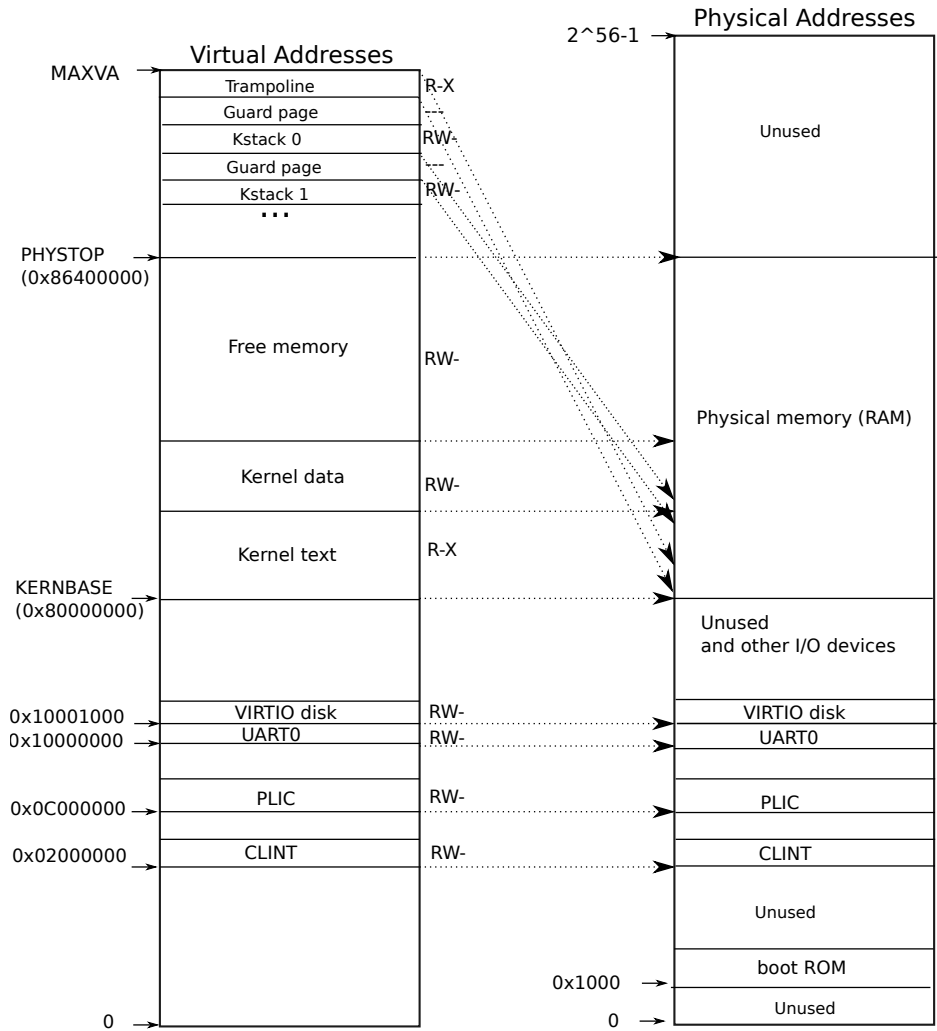 Physical Addresses
2^56-1
Virtual Addresses
MAXVA
Trampoline
R-X
Guard page
---
Unused
Kstack 0
RW-
Guard page
---
Kstack 1
RW-
...
PHYSTOP
(0x86400000)
Free memory
RW-
Physical memory (RAM)
Kernel data
RW-
Kernel text
R-X
KERNBASE
(0x80000000)
Unused
and other I/O devices
0x10001000
VIRTIO disk
RW-
VIRTIO disk
0x10000000
UART0
RW-
UART0
0x0C000000
PLIC
RW-
PLIC
0x02000000
CLINT
RW-
CLINT
Unused
boot ROM
0x1000
Unused
0
0